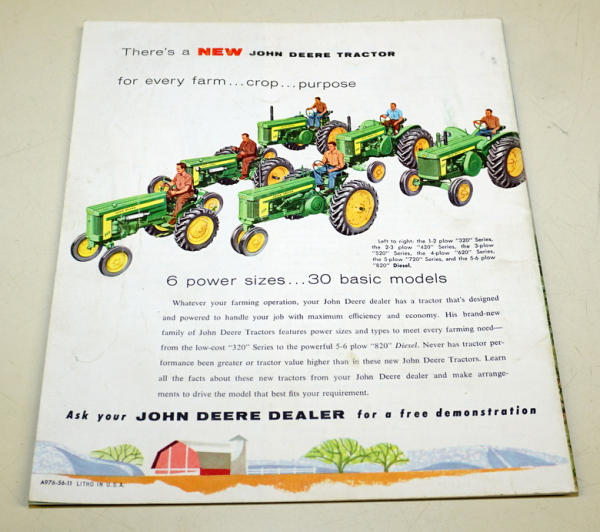 There's a NEW JOHN DEERE TRACTOR
for every farm...crop...purpose
Left to right: the 1-2 plow "320" Series,
the 2-3 plow "420" Series, the 3-plow
"520" Series, the 4-plow "620" Series,
the 5-plow "720" Series, and the 5-6 plow
"820" Diesel.
6 power sizes...30 basic models
Whatever your farming operation, your John Deere dealer has a tractor that's designed
and powered to handle your job with maximum efficiency and economy. His brand-new
family of John Deere Tractors features power sizes and types to meet every farming need—
from the low-cost "320" Series to the powerful 5-6 plow "820" Diesel. Never has tractor per-
formance been greater or tractor value higher than in these new John Deere Tractors. Learn
all the facts about these new tractors from your John Deere dealer and make arrange-
ments to drive the model that best fits your requirement.
Ask your JOHN DEERE DEALER for a free demonstration
A976-56-11 LITHO IN U.S.A.